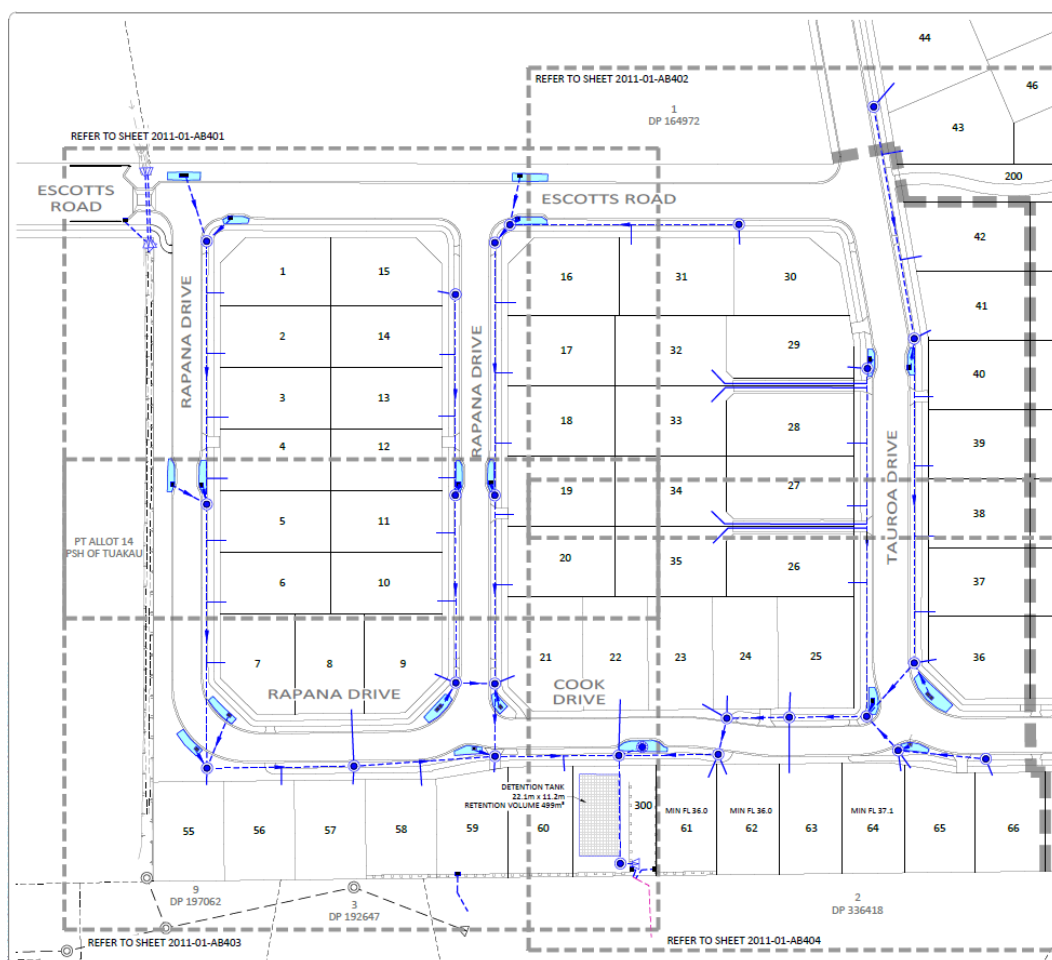 44
REFER TO SHEET 2011-01-AB402
46
1
DP 164972
43
REFER TO SHEET 2011-01-AB401
200
ESCOTTS
ROAD
ESCOTTS ROAD
42
1
15
16
31
30
41
RAPANA DRIVE
RAPANA DRIVE
2
14
17
32
29
40
3
13
18
33
28
39
4
12
TAUROA DRIVE
19
34
27
38
PT ALLOT 14
PSH OF TUAKAU
5
11
20
35
26
37
6
10
7
8
9
21
22
23
24
25
36
RAPANA DRIVE
COOK
DRIVE
DETENTION TANK
22.1m x 11.2m
RETENTION VOLUME 499m³
300
MIN FL 36.0
MIN FL 36.0
MIN FL 37.1
55
56
57
58
59
60
61
62
63
64
65
66
9
DP 197062
3
DP 192647
2
DP 336418
REFER TO SHEET 2011-01-AB403
REFER TO SHEET 2011-01-AB404